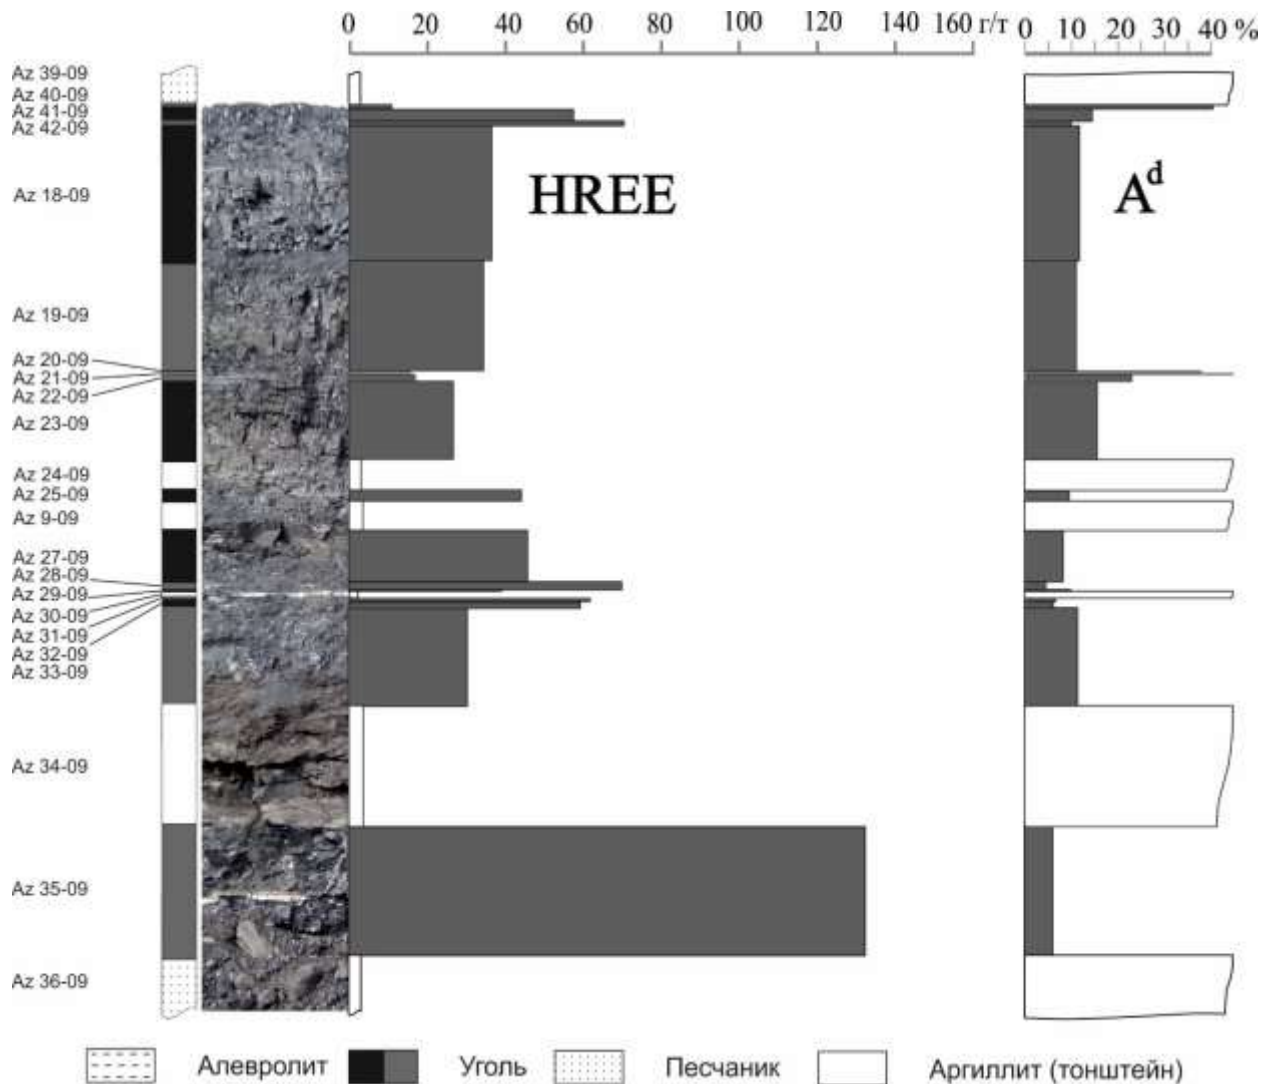 0 20 40 60 80 100 120 140 160 г/т
0 10 20 30 40 %
Az 39-09
Az 40-09
Az 41-09
Az 42-09
Az 18-09
HREE
A^d
Az 19-09
Az 20-09
Az 21-09
Az 22-09
Az 23-09
Az 24-09
Az 25-09
Az 9-09
Az 27-09
Az 28-09
Az 29-09
Az 30-09
Az 31-09
Az 32-09
Az 33-09
Az 34-09
Az 35-09
Az 36-09
Алевролит Уголь Песчаник Аргиллит (тонштейн)